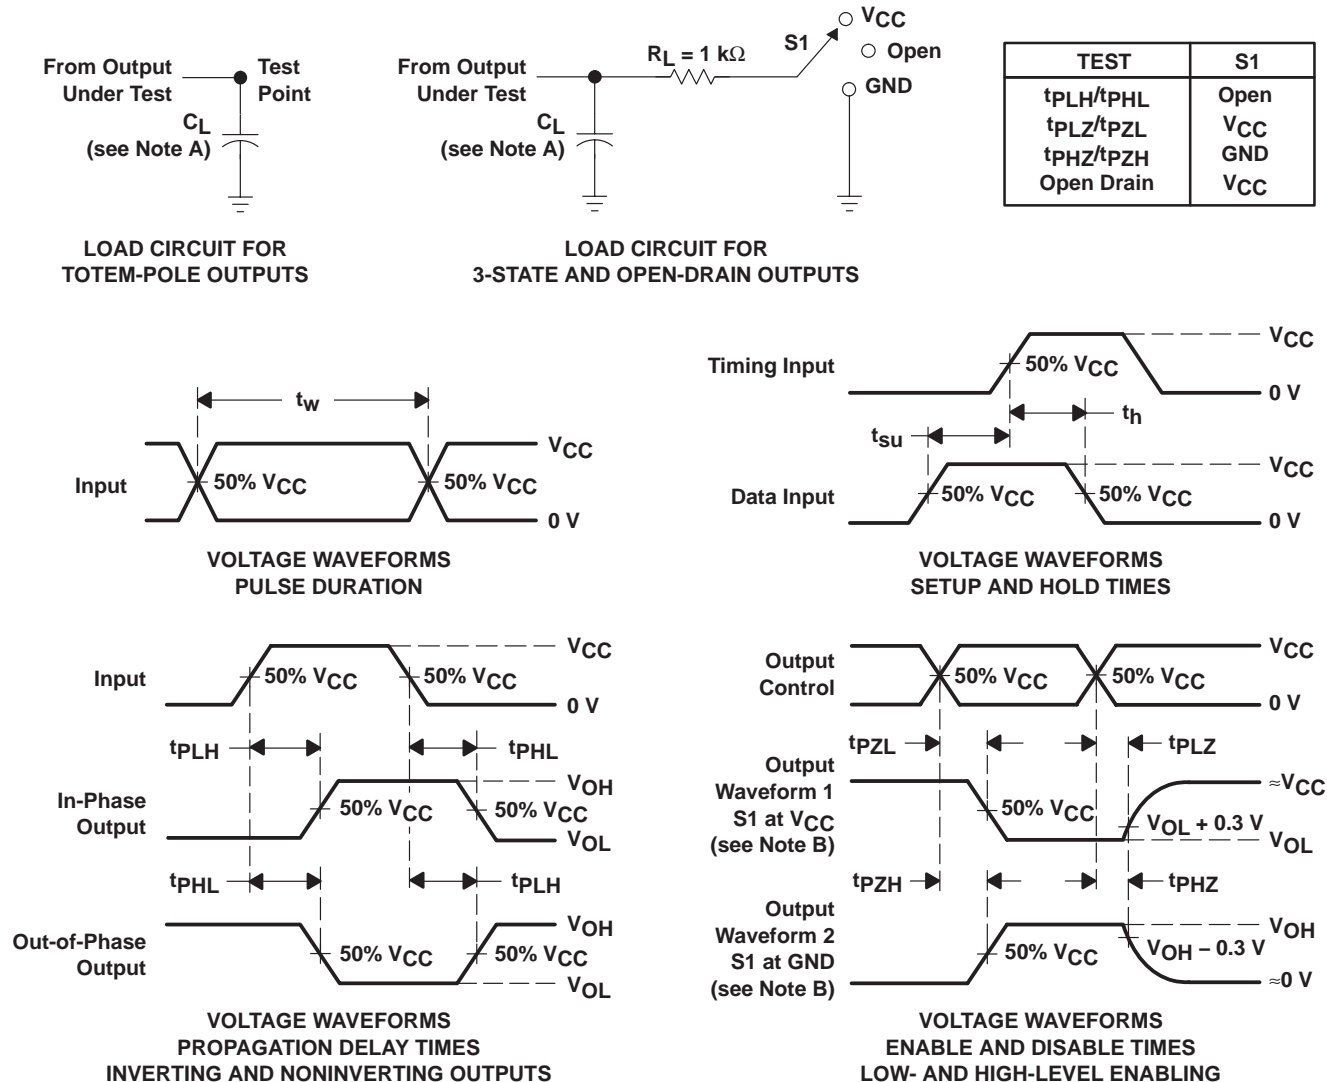 From Output
Under Test
Test
Point
CL
(see Note A)
LOAD CIRCUIT FOR
TOTEM-POLE OUTPUTS
From Output
Under Test
RL = 1 kΩ
S1
VCC
Open
GND
CL
(see Note A)
LOAD CIRCUIT FOR
3-STATE AND OPEN-DRAIN OUTPUTS
TEST S1
tPLH/tPHL Open
tPLZ/tPZL VCC
tPHZ/tPZH GND
Open Drain VCC
tw
Input
50% VCC
50% VCC
VCC
0 V
VOLTAGE WAVEFORMS
PULSE DURATION
Timing Input
50% VCC
VCC
0 V
tsu
th
Data Input
50% VCC
50% VCC
VCC
0 V
VOLTAGE WAVEFORMS
SETUP AND HOLD TIMES
Input
50% VCC
50% VCC
VCC
0 V
tPLH
tPHL
In-Phase
Output
50% VCC
50% VCC
VOH
VOL
tPHL
tPLH
Out-of-Phase
Output
50% VCC
50% VCC
VOH
VOL
VOLTAGE WAVEFORMS
PROPAGATION DELAY TIMES
INVERTING AND NONINVERTING OUTPUTS
Output
Control
50% VCC
50% VCC
VCC
0 V
tPZL
tPLZ
Output
Waveform 1
S1 at VCC
(see Note B)
50% VCC
≈VCC
VOL + 0.3 V
VOL
tPZH
tPHZ
Output
Waveform 2
S1 at GND
(see Note B)
50% VCC
VOH
VOH − 0.3 V
≈0 V
VOLTAGE WAVEFORMS
ENABLE AND DISABLE TIMES
LOW- AND HIGH-LEVEL ENABLING